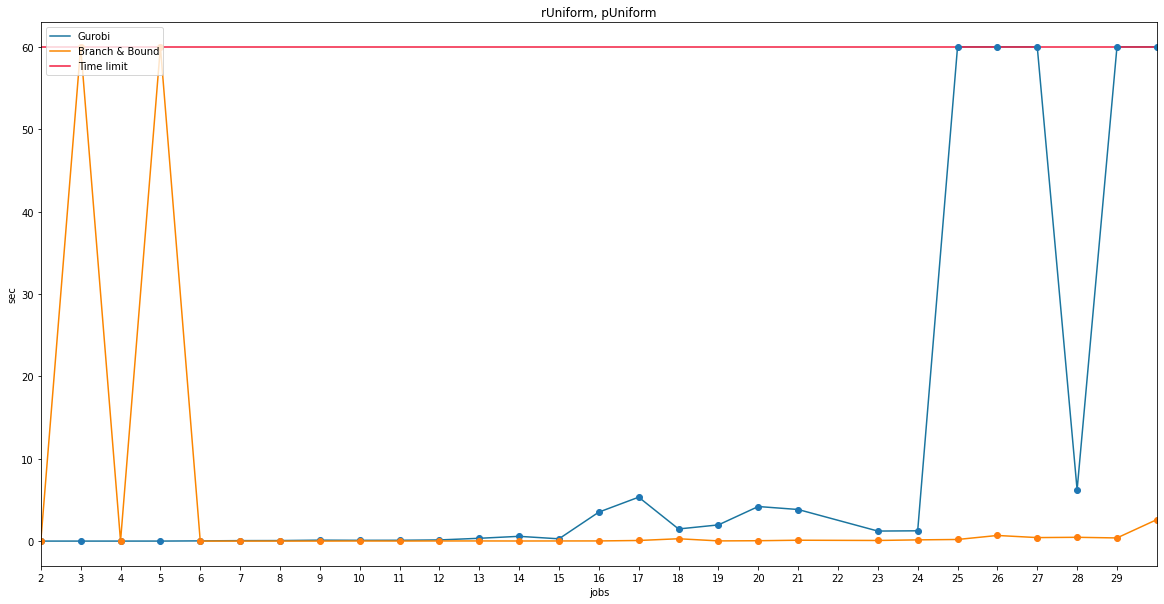 rUniform, pUniform
Gurobi
Branch & Bound
Time limit
60
50
40
30
20
10
0
sec
2 3 4 5 6 7 8 9 10 11 12 13 14 15 16 17 18 19 20 21 22 23 24 25 26 27 28 29
jobs